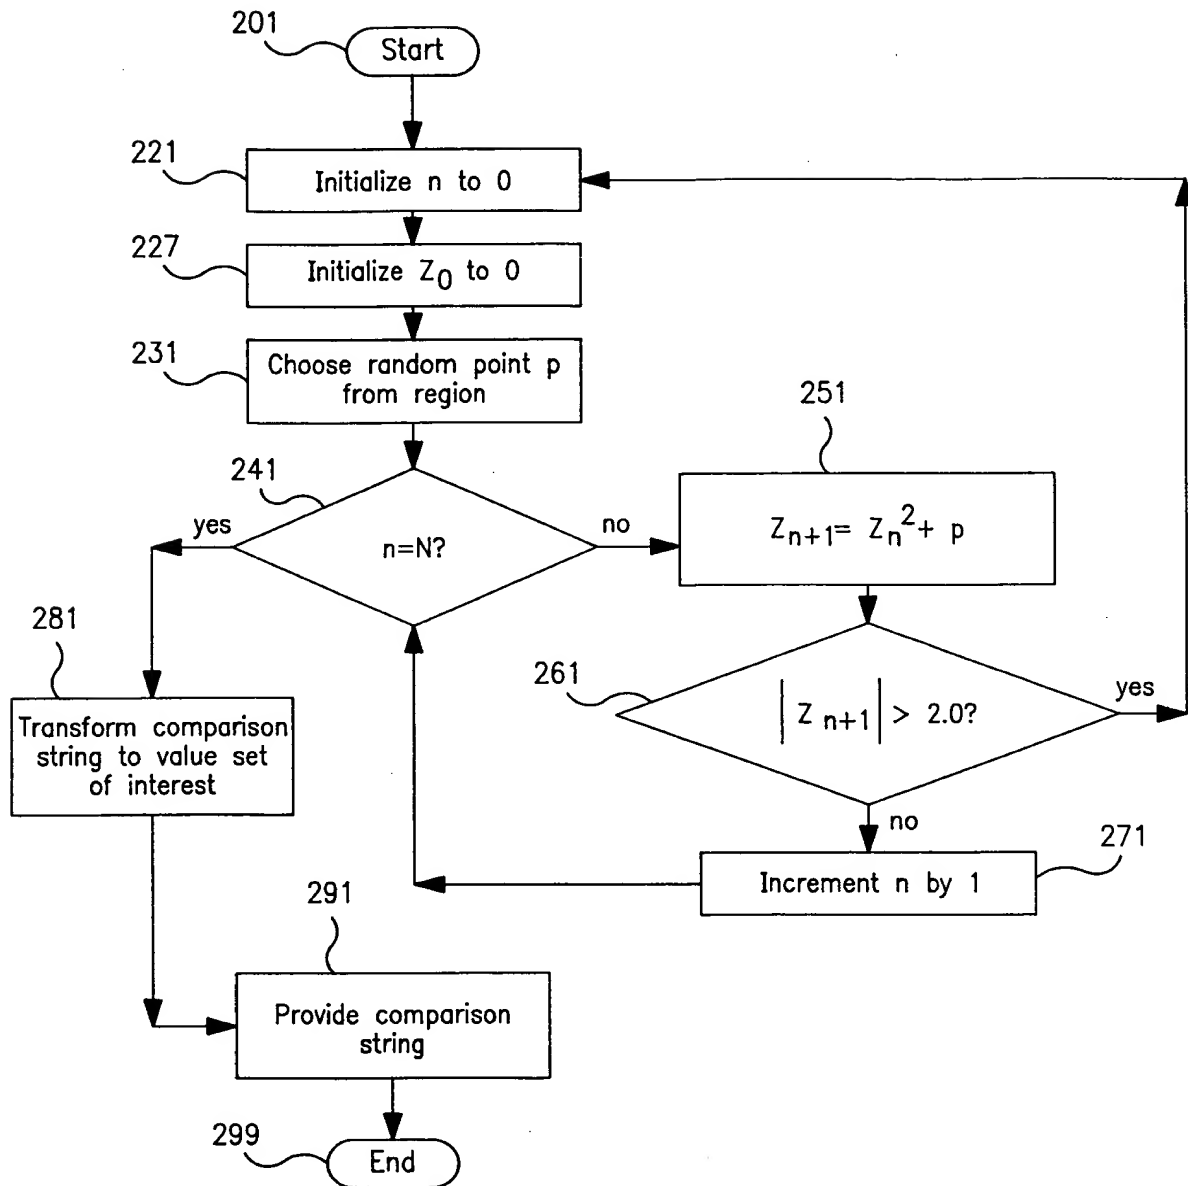 201
Start
221
Initialize n to 0
227
Initialize Z0 to 0
231
Choose random point p
from region
241
yes
n=N?
no
251
Zn+1= Zn2+ p
261
|Z n+1| > 2.0?
yes
no
271
Increment n by 1
281
Transform comparison
string to value set
of interest
291
Provide comparison
string
299
End